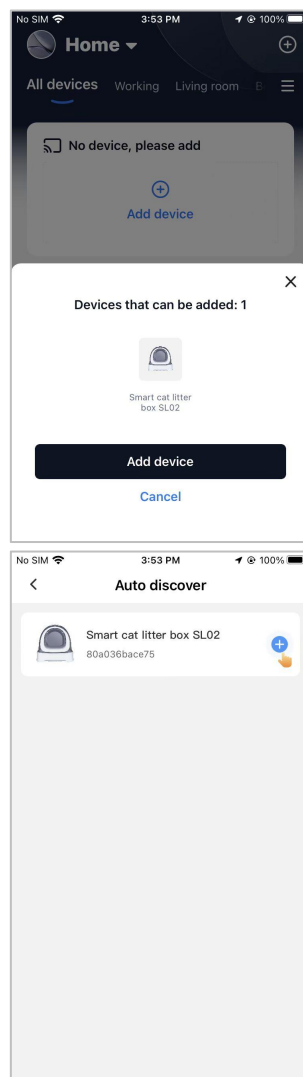 No SIM 3:53 PM 100%
Home
All devices Working Living room B
No device, please add
Add device
Devices that can be added: 1
Smart cat litter
box SL02
Add device
Cancel
No SIM 3:53 PM 100%
Auto discover
Smart cat litter box SL02
80a036bace75